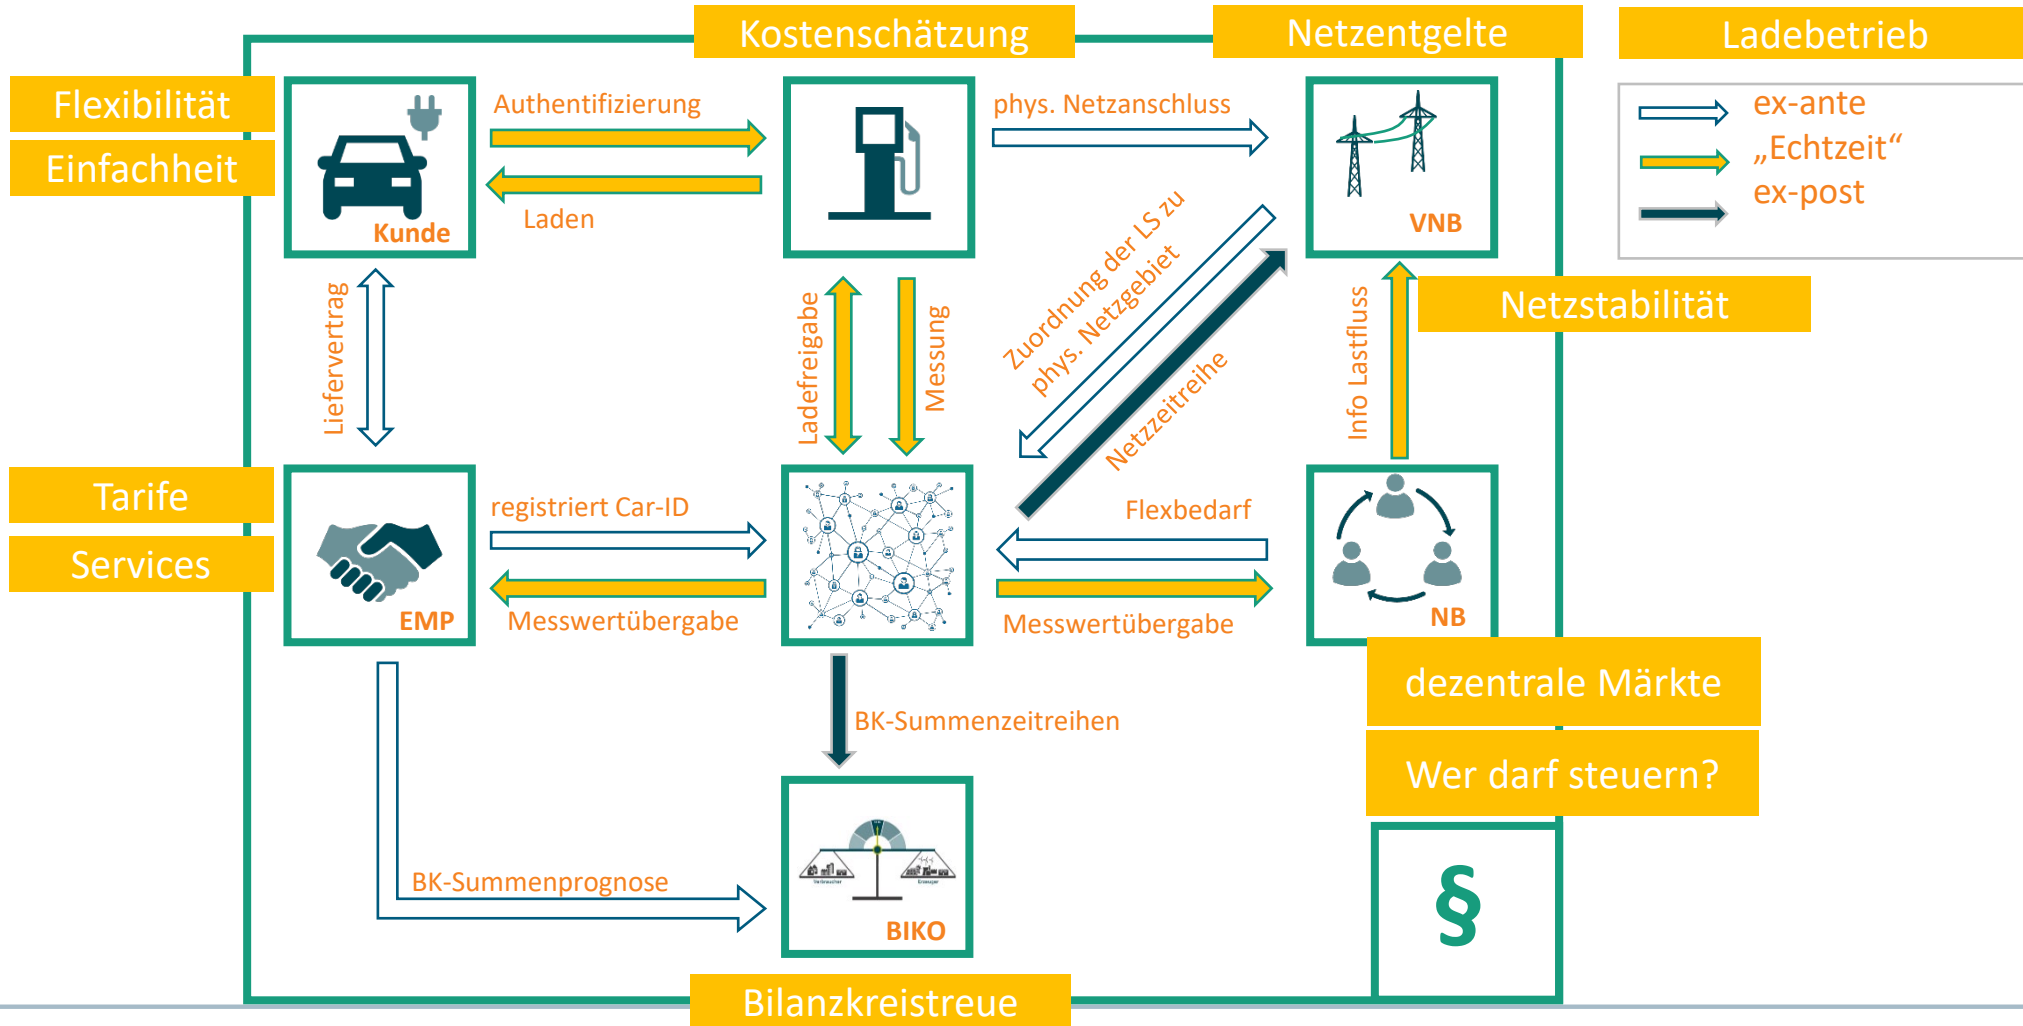 Kostenschätzung
Netzentgelte
Ladebetrieb
Flexibilität
Einfachheit
Kunde
Authentifizierung
Laden
phys. Netzanschluss
VNB
ex-ante
„Echtzeit“
ex-post
Liefervertrag
Ladefreigabe
Messung
Zuordnung der LS zu
phys. Netzgebiet
Netzzeitreihe
Info Lastfluss
Netzstabilität
Tarife
Services
EMP
registriert Car-ID
Messwertübergabe
Flexbedarf
Messwertübergabe
NB
dezentrale Märkte
Wer darf steuern?
BK-Summenzeitreihen
BK-Summenprognose
Verbraucher
Erzeuger
BIKO
§
Bilanzkreistreue